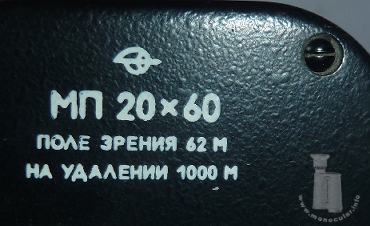 МП 20×60
ПОЛЕ ЗРЕНИЯ 62 М
НА УДАЛЕНИИ 1000 М
www.monocular.info